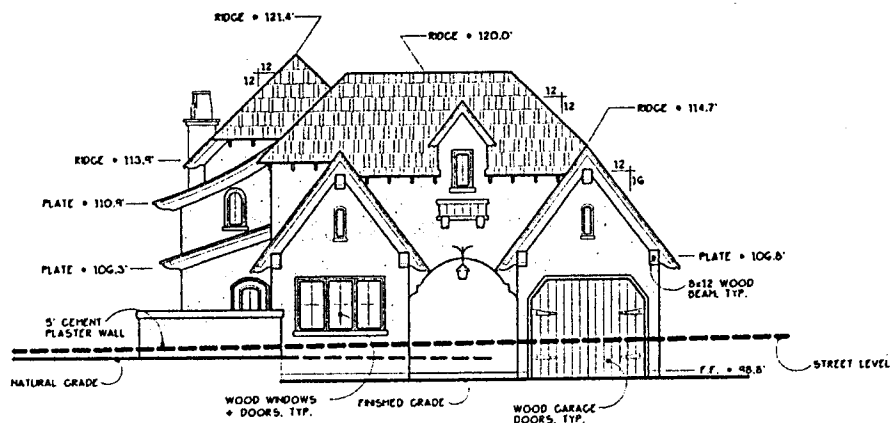 RIDGE • 121.4'
RIDGE • 120.0'
12
12
12
12
RIDGE • 114.7'
RIDGE • 113.9'
12
16
PLATE • 110.9'
PLATE • 106.3'
PLATE • 106.8'
8x12 WOOD
BEAM TYP.
5' CEMENT
PLASTER WALL
STREET LEVEL
NATURAL GRADE
F.F. • 98.8'
WOOD WINDOWS
+ DOORS, TYP.
FINISHED GRADE
WOOD GARAGE
DOORS, TYP.